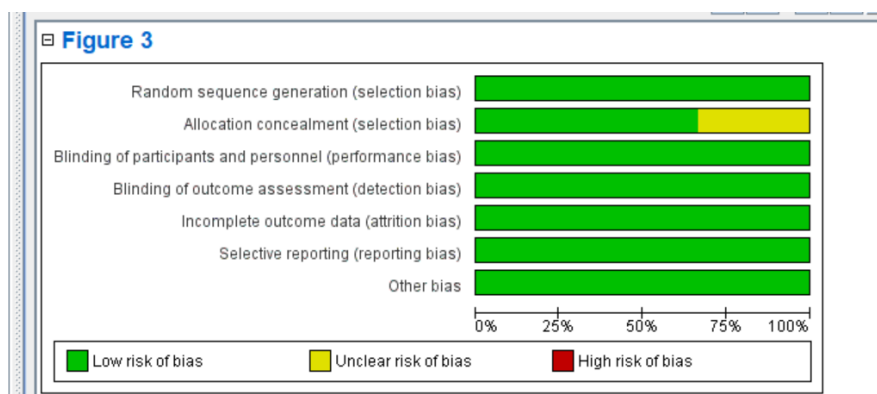 Figure 3
Random sequence generation (selection bias)
Allocation concealment (selection bias)
Blinding of participants and personnel (performance bias)
Blinding of outcome assessment (detection bias)
Incomplete outcome data (attrition bias)
Selective reporting (reporting bias)
Other bias
0% 25% 50% 75% 100%
Low risk of bias Unclear risk of bias High risk of bias